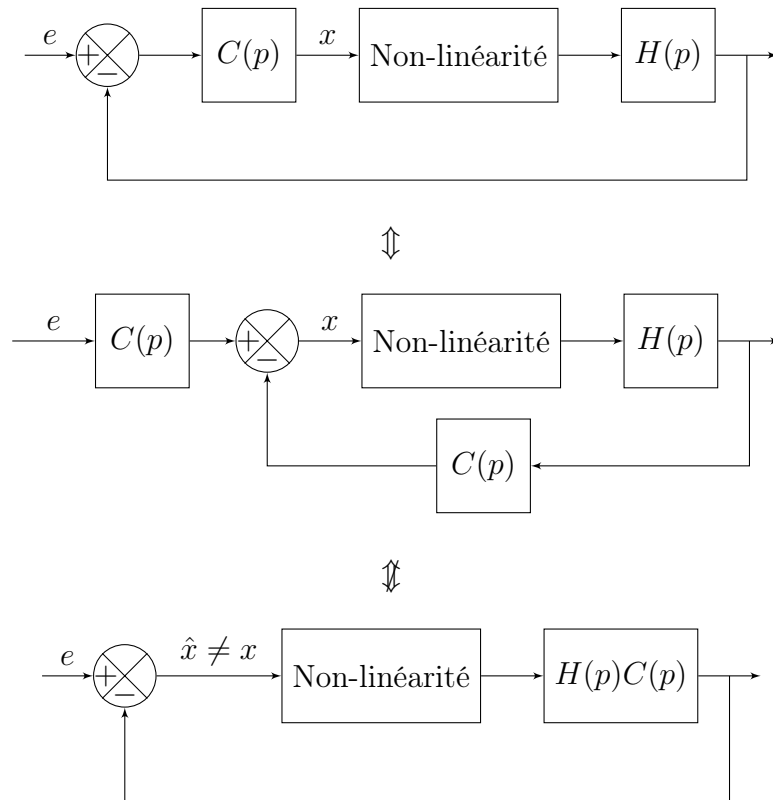 e + − C(p) x Non-linéarité H(p)
⇕
e C(p) + − x Non-linéarité H(p)
C(p)
⇕̸
e + − x̂ ≠ x Non-linéarité H(p)C(p)